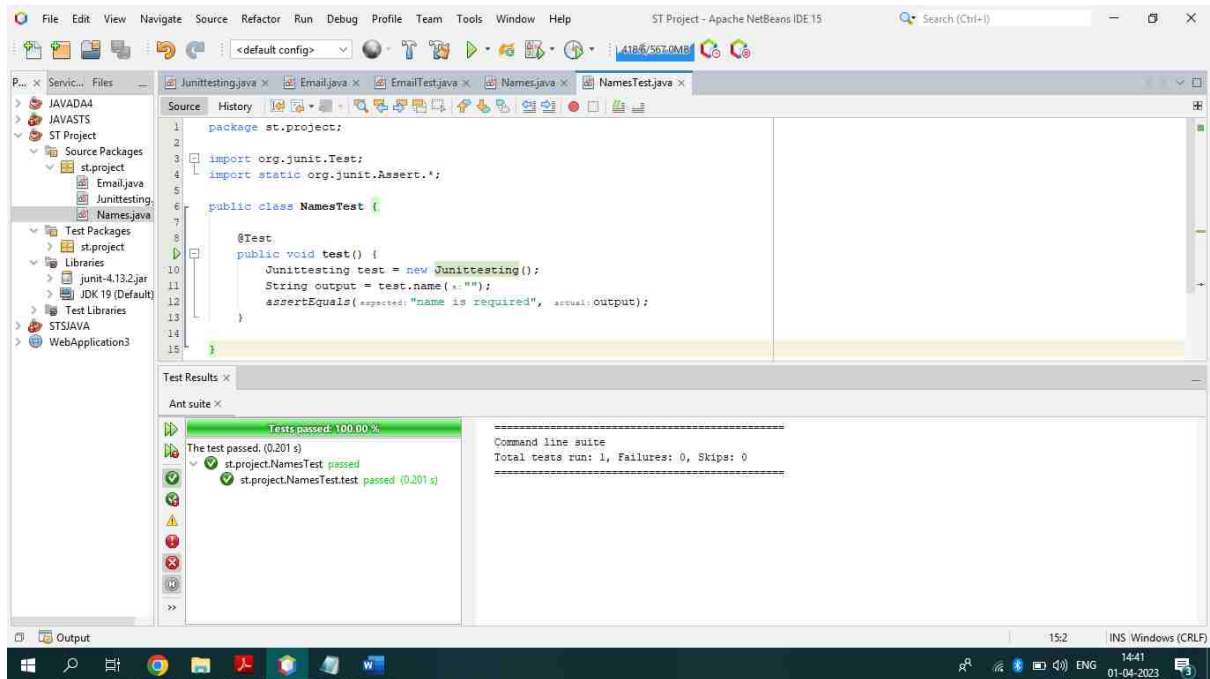 File Edit View Navigate Source Refactor Run Debug Profile Team Tools Window Help ST Project - Apache NetBeans IDE 15 Search (Ctrl+I)
<default config> 418.6/567.0MB
P... Servic... Files
Junittesting.java Email.java EmailTest.java Names.java NamesTest.java
JAVADA4
JAVASTS
ST Project
Source Packages
st.project
Email.java
Junittesting.
Names.java
Test Packages
st.project
Libraries
junit-4.13.2.jar
JDK 19 (Default)
Test Libraries
STSJAVA
WebApplication3
Source History
1 package st.project;
2
3 import org.junit.Test;
4 import static org.junit.Assert.*;
5
6 public class NamesTest {
7
8 @Test
public void test() {
10 Junittesting test = new Junittesting();
11 String output = test.name(s:"");
12 assertEquals(expected:"name is required", actual:output);
13 }
14
15 }
Test Results
Ant suite
Tests passed: 100.00 %
The test passed. (0.201 s)
st.project.NamesTest passed
st.project.NamesTest.test passed (0.201 s)
===============================================
Command line suite
Total tests run: 1, Failures: 0, Skips: 0
===============================================
Output
15:2 INS Windows (CRLF)
ENG
14:41
01-04-2023
3